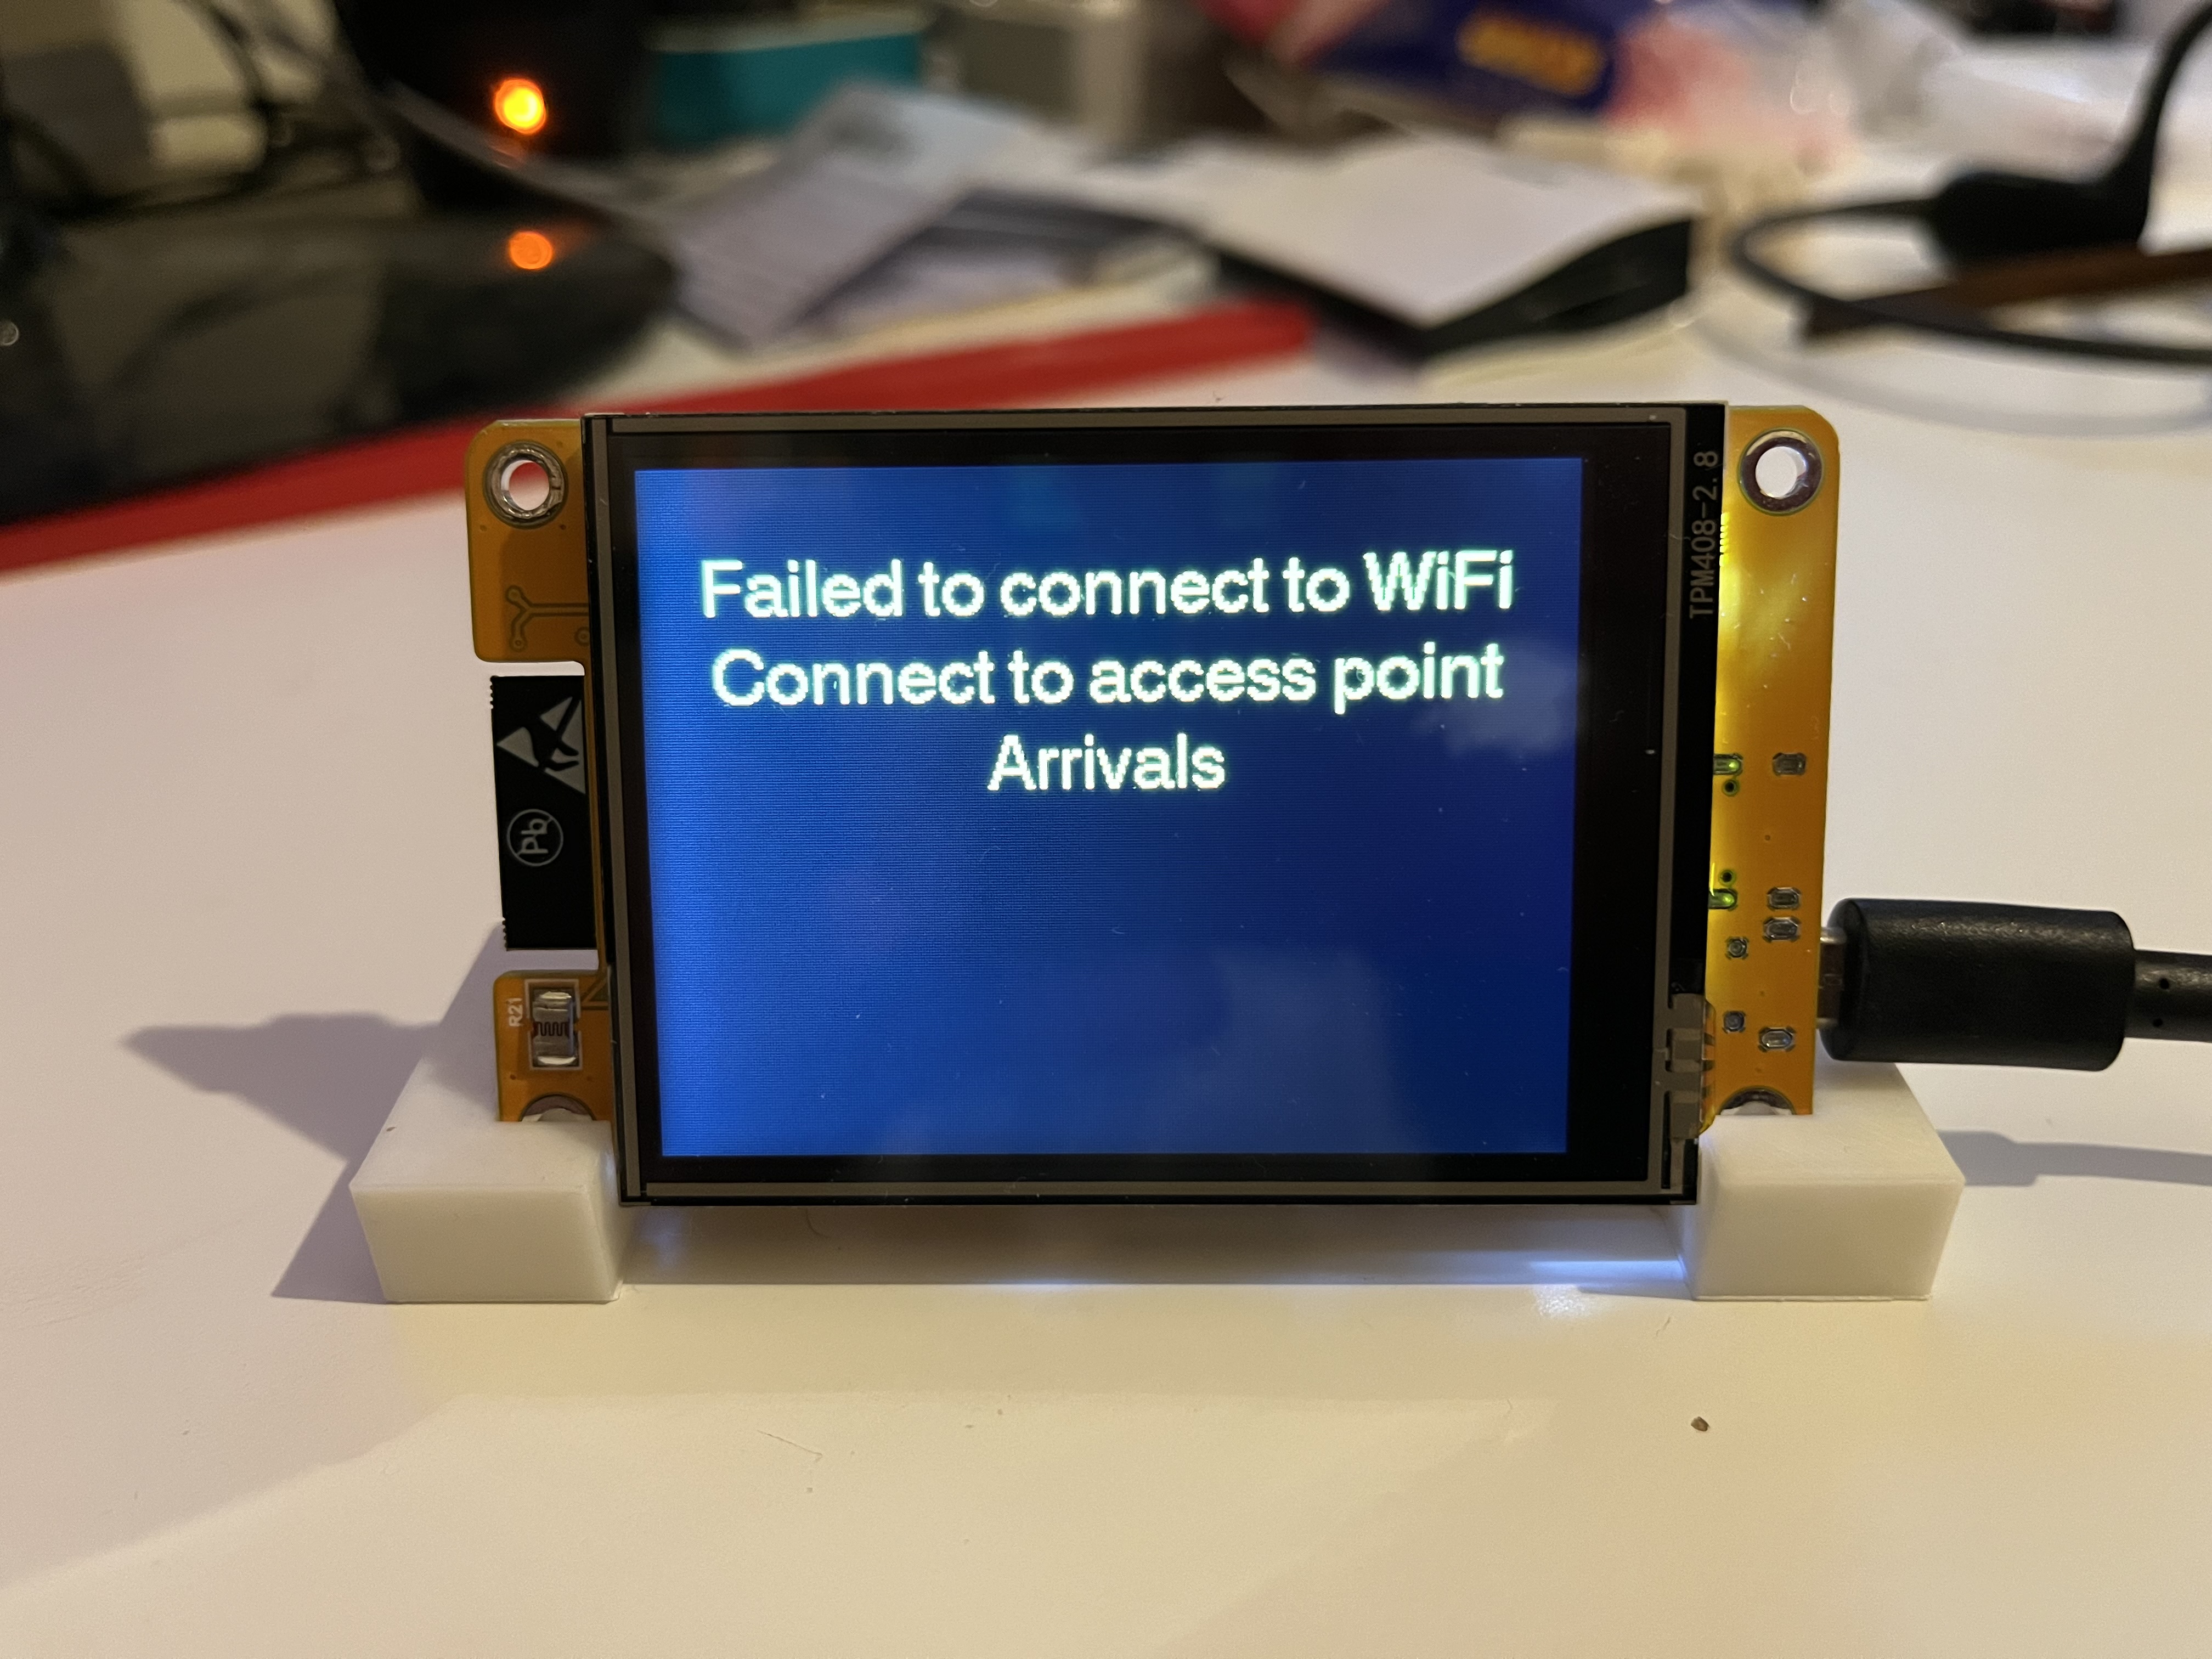 Failed to connect to WiFi
Connect to access point
Arrivals
TPM408-2.8
Pb
R21